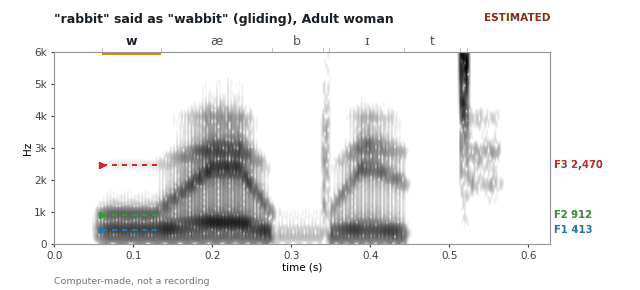 "rabbit" said as "wabbit" (gliding), Adult woman
ESTIMATED
w æ b ɪ t
6k
5k
4k
3k
2k
1k
0
Hz
F3 2,470
F2 912
F1 413
0.0 0.1 0.2 0.3 0.4 0.5 0.6
time (s)
Computer-made, not a recording